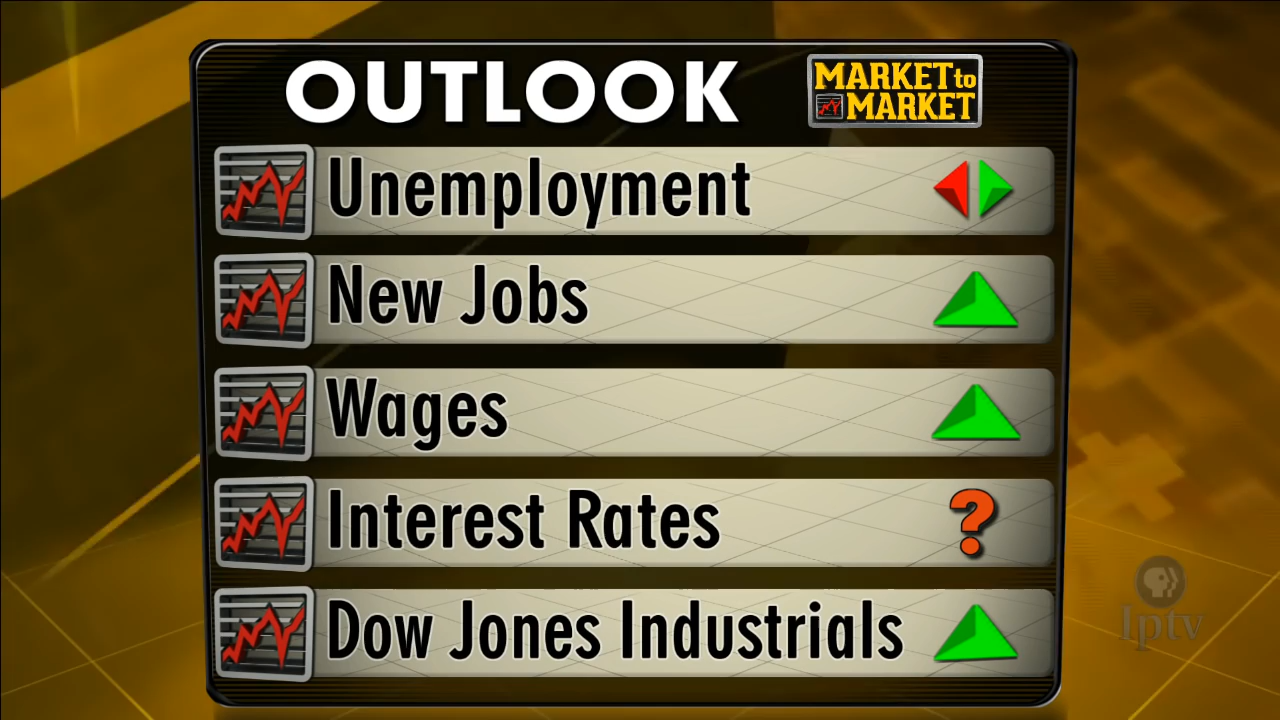 OUTLOOK
MARKET to
MARKET
Unemployment
New Jobs
Wages
Interest Rates
?
Dow Jones Industrials
Iptv